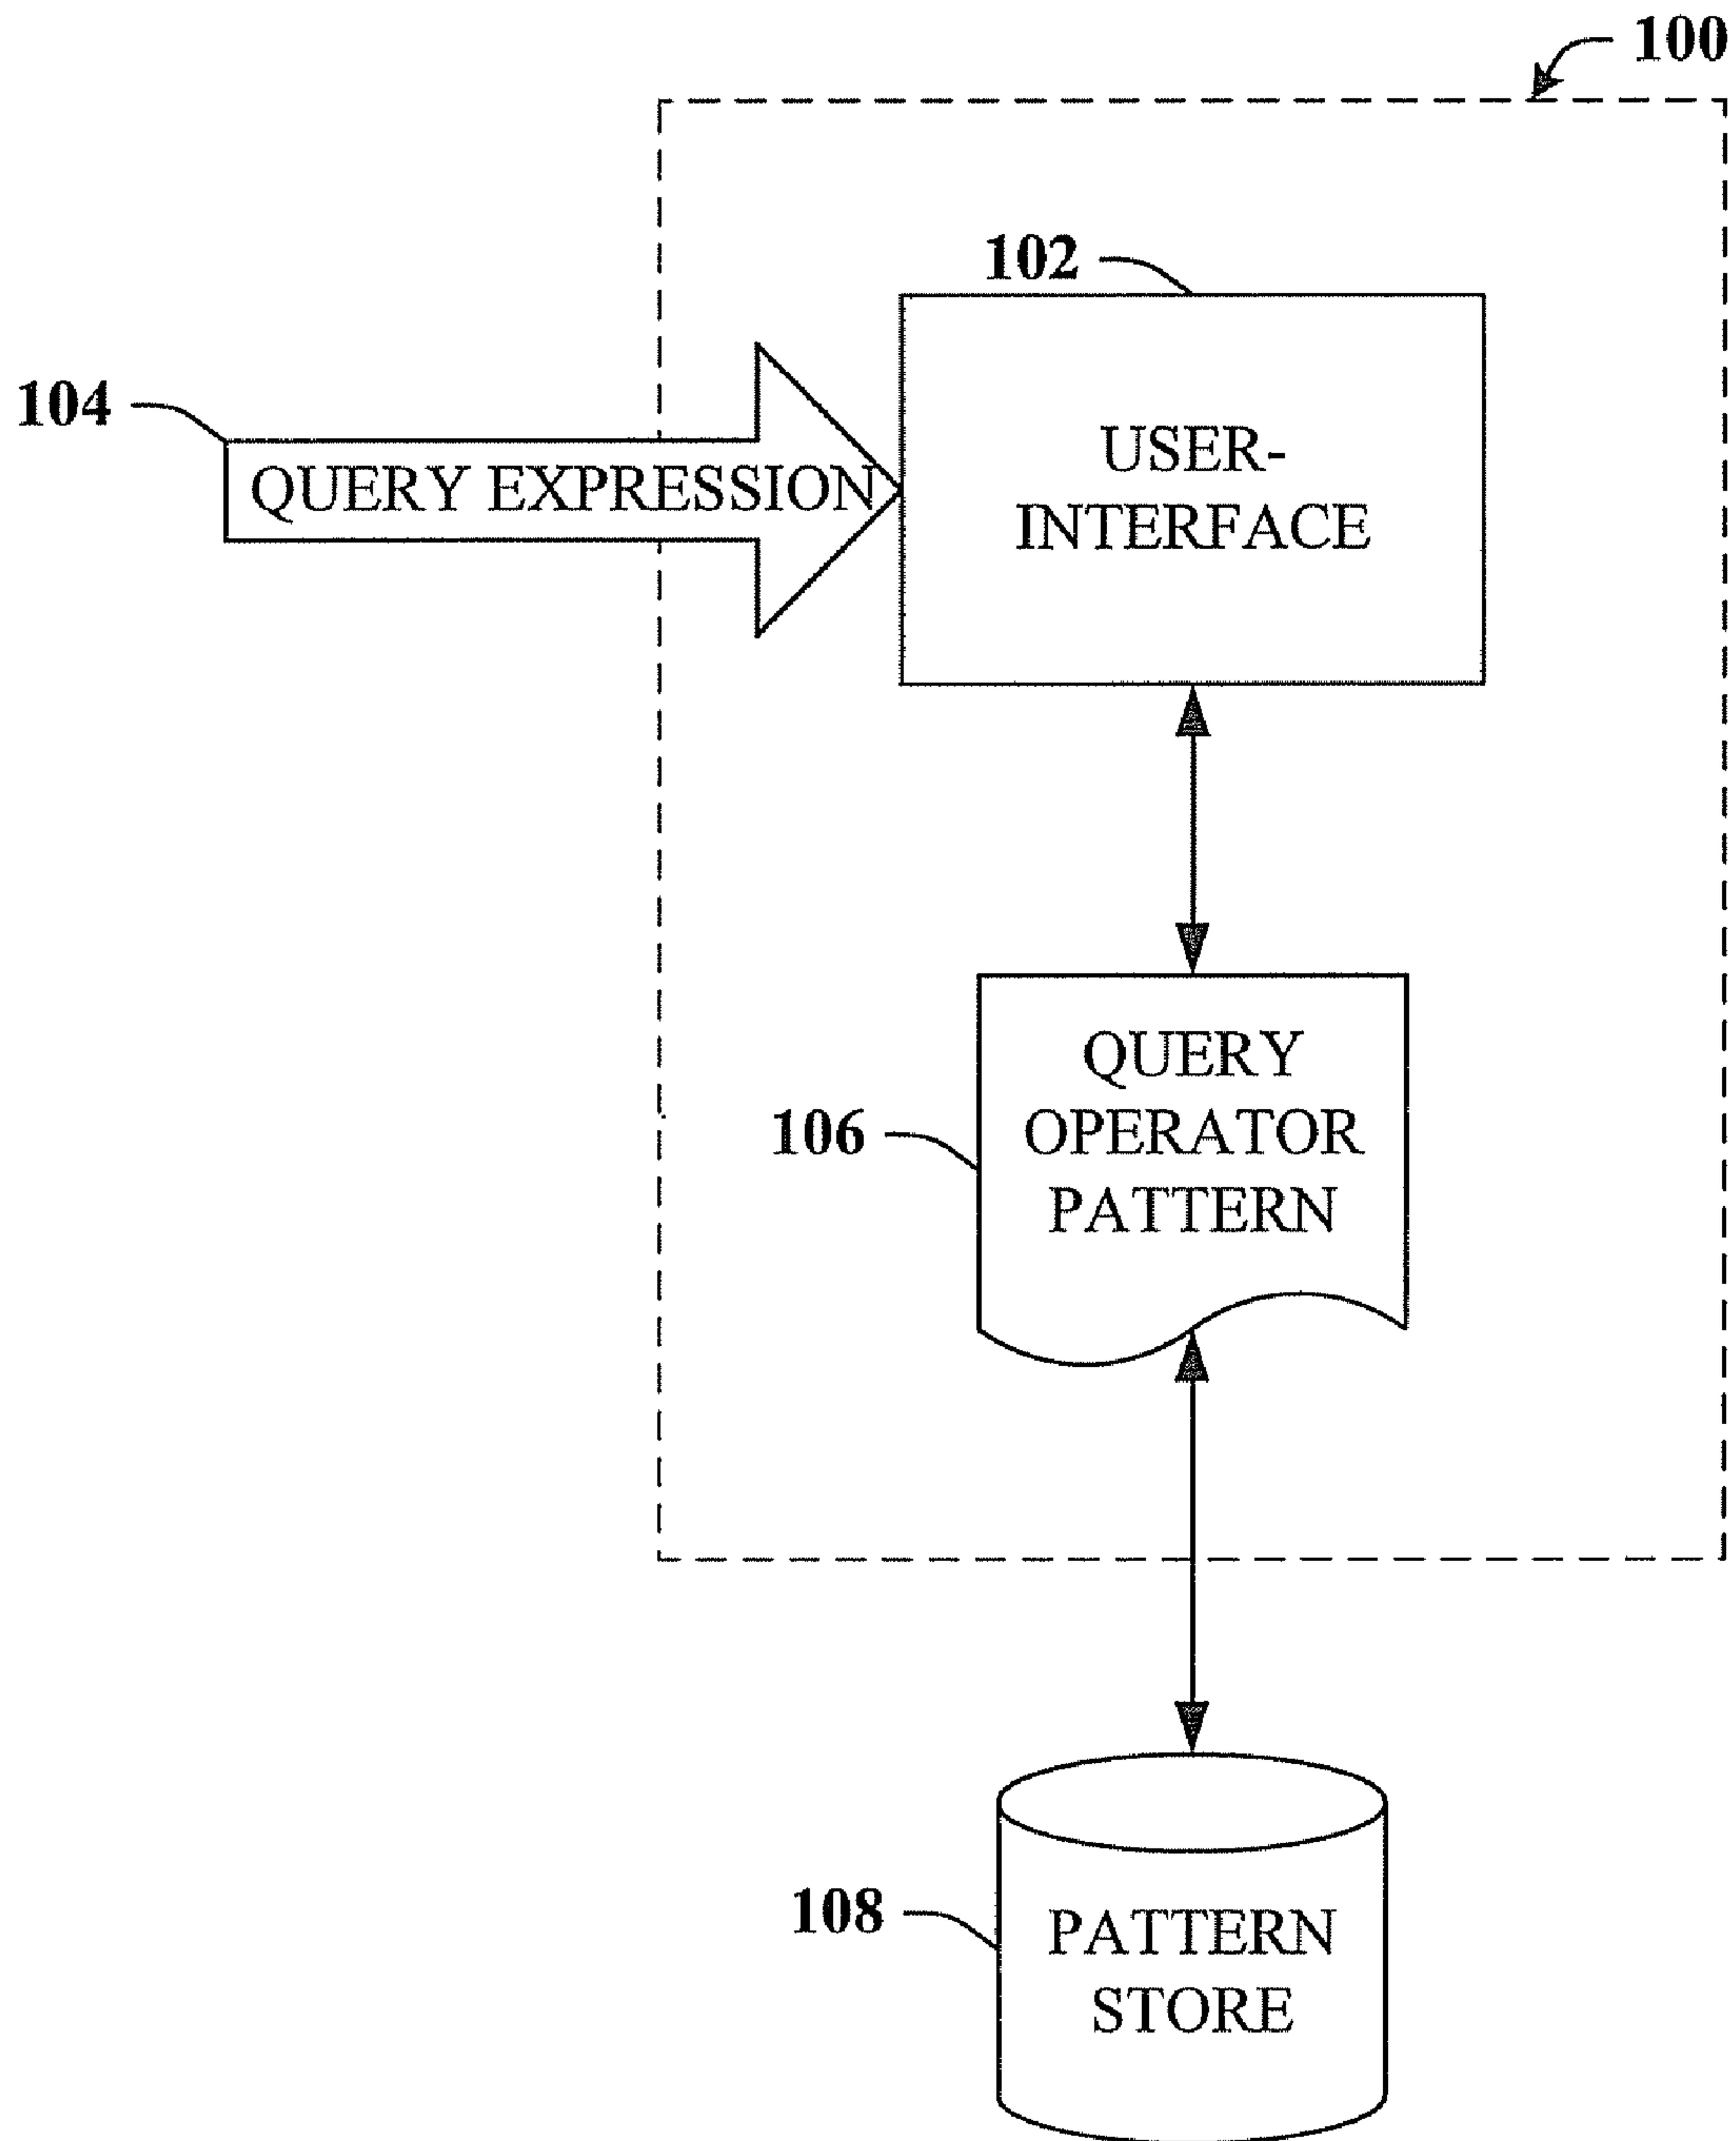 100
102
104
QUERY EXPRESSION
USER-
INTERFACE
106
QUERY
OPERATOR
PATTERN
108
PATTERN
STORE